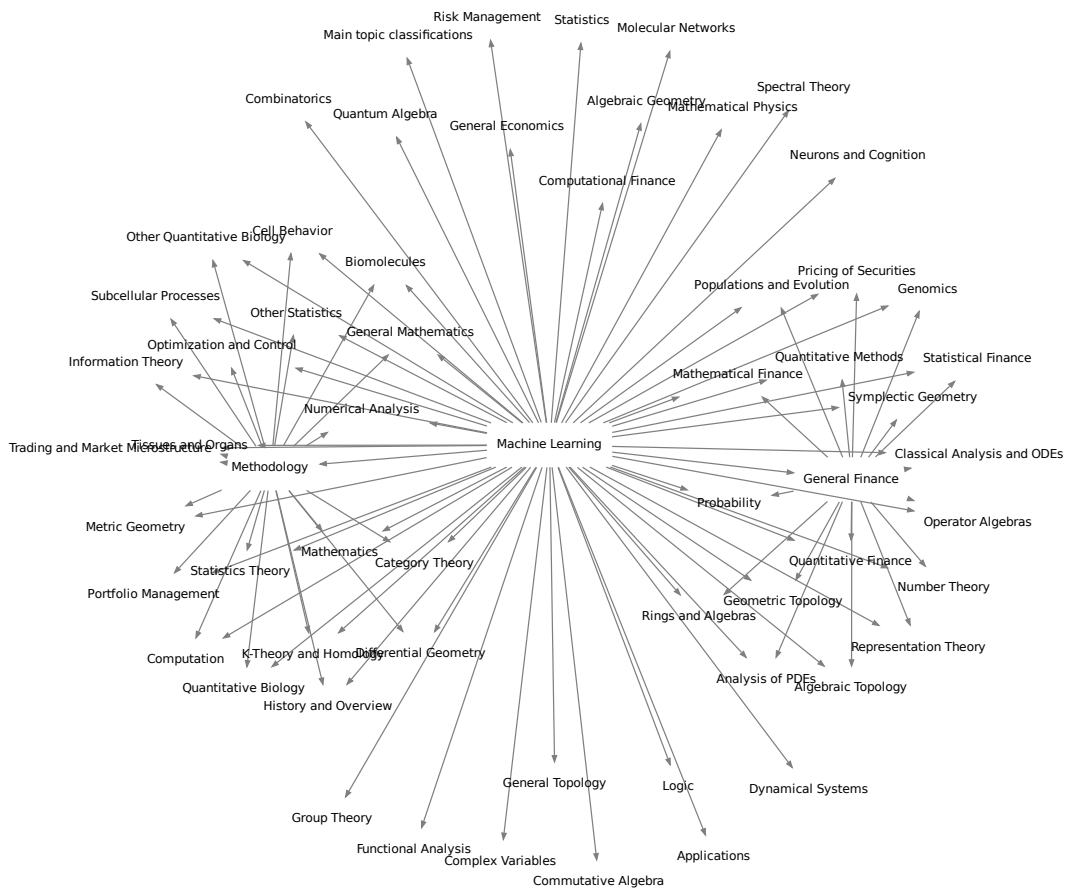 Risk Management
Statistics
Molecular Networks
Main topic classifications
Spectral Theory
Combinatorics
Algebraic Geometry
Mathematical Physics
Quantum Algebra
General Economics
Neurons and Cognition
Computational Finance
Cell Behavior
Other Quantitative Biology
Biomolecules
Pricing of Securities
Populations and Evolution
Genomics
Subcellular Processes
Other Statistics
General Mathematics
Optimization and Control
Quantitative Methods
Statistical Finance
Information Theory
Mathematical Finance
Symplectic Geometry
Numerical Analysis
Machine Learning
Tissues and Organs
Trading and Market Microstructure
Classical Analysis and ODEs
Methodology
General Finance
Probability
Metric Geometry
Operator Algebras
Mathematics
Category Theory
Quantitative Finance
Statistics Theory
Number Theory
Portfolio Management
Geometric Topology
Rings and Algebras
Representation Theory
Computation
K-Theory and Homology
Differential Geometry
Analysis of PDEs
Quantitative Biology
Algebraic Topology
History and Overview
General Topology
Logic
Dynamical Systems
Group Theory
Functional Analysis
Complex Variables
Applications
Commutative Algebra